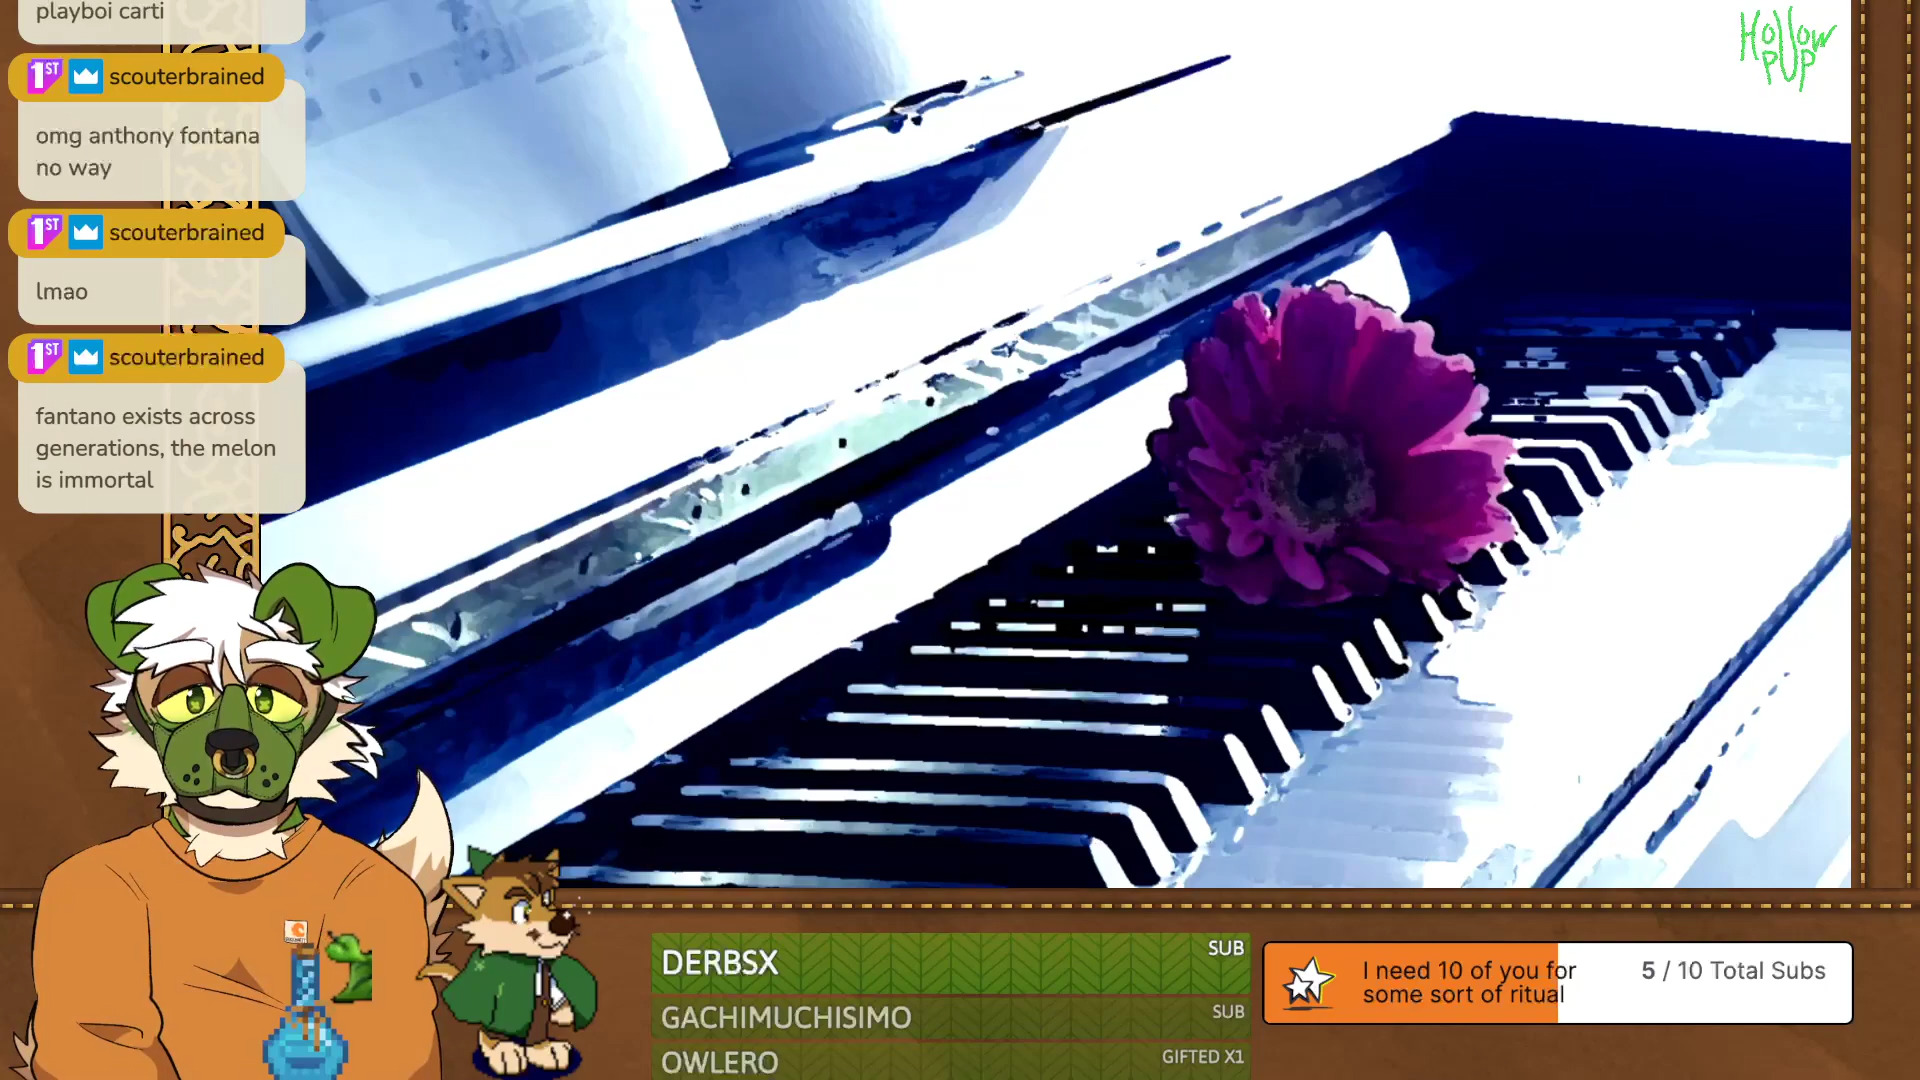 playboi carti
1ST scouterbrained
omg anthony fontana
no way
1ST scouterbrained
lmao
1ST scouterbrained
fantano exists across
generations, the melon
is immortal
Hollow
PUP
DERBSX SUB
GACHIMUCHISIMO SUB
OWLERO GIFTED X1
I need 10 of you for
some sort of ritual
5 / 10 Total Subs